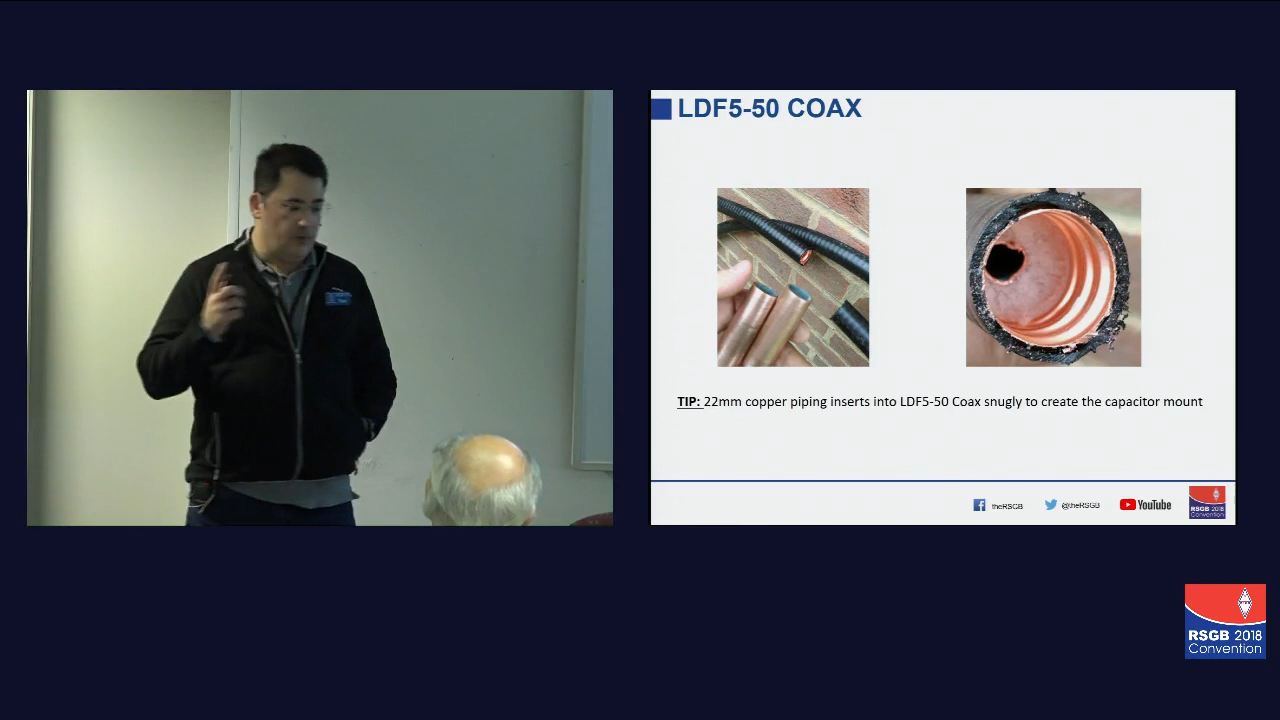 LDF5-50 COAX
TIP: 22mm copper piping inserts into LDF5-50 Coax snugly to create the capacitor mount
theRSGB
@theRSGB
YouTube
RSGB 2018
Convention
RSGB 2018
Convention